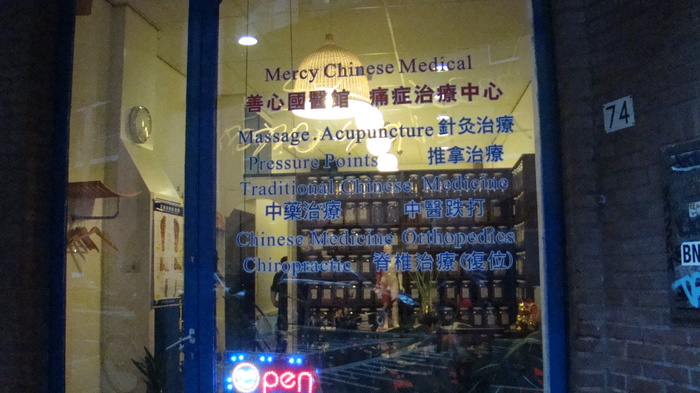 Mercy Chinese Medical
善心國醫館 痛症治療中心
Massage . Acupuncture 針灸治療
Pressure Points 推拿治療
Traditional Chinese Medicine
中藥治療 中醫跌打
Chinese Medicine Orthopedics
Chiropractic 脊椎治療(復位)
open
74
BN